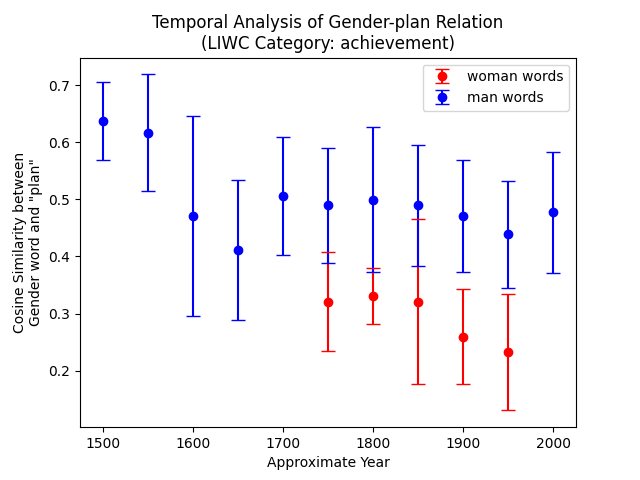 Temporal Analysis of Gender-plan Relation
(LIWC Category: achievement)
woman words
man words
0.7
0.6
0.5
0.4
0.3
0.2
Cosine Similarity between
Gender word and "plan"
1500
1600
1700
1800
1900
2000
Approximate Year